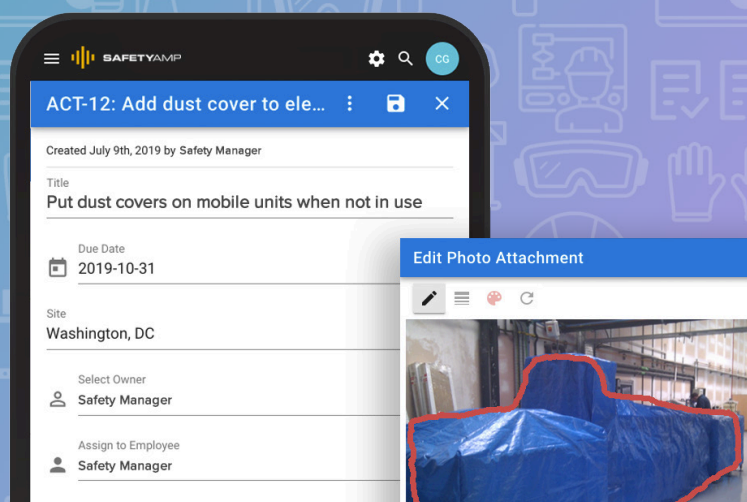 SAFETYAMP
CG
ACT-12: Add dust cover to ele...
Created July 9th, 2019 by Safety Manager
Title
Put dust covers on mobile units when not in use
Due Date
2019-10-31
Site
Washington, DC
Select Owner
Safety Manager
Assign to Employee
Safety Manager
Edit Photo Attachment